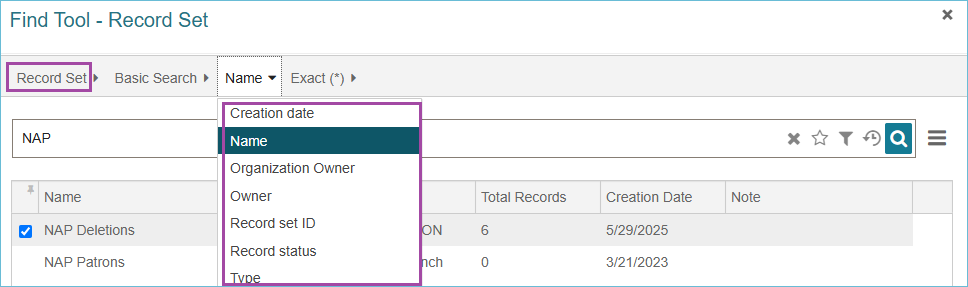 Find Tool - Record Set
Record Set Basic Search Name Exact (*)
Creation date
NAP
Name
Organization Owner
Owner
Record set ID
Record status
Type
Name Total Records Creation Date Note
NAP Deletions ON 6 5/29/2025
NAP Patrons nch 0 3/21/2023